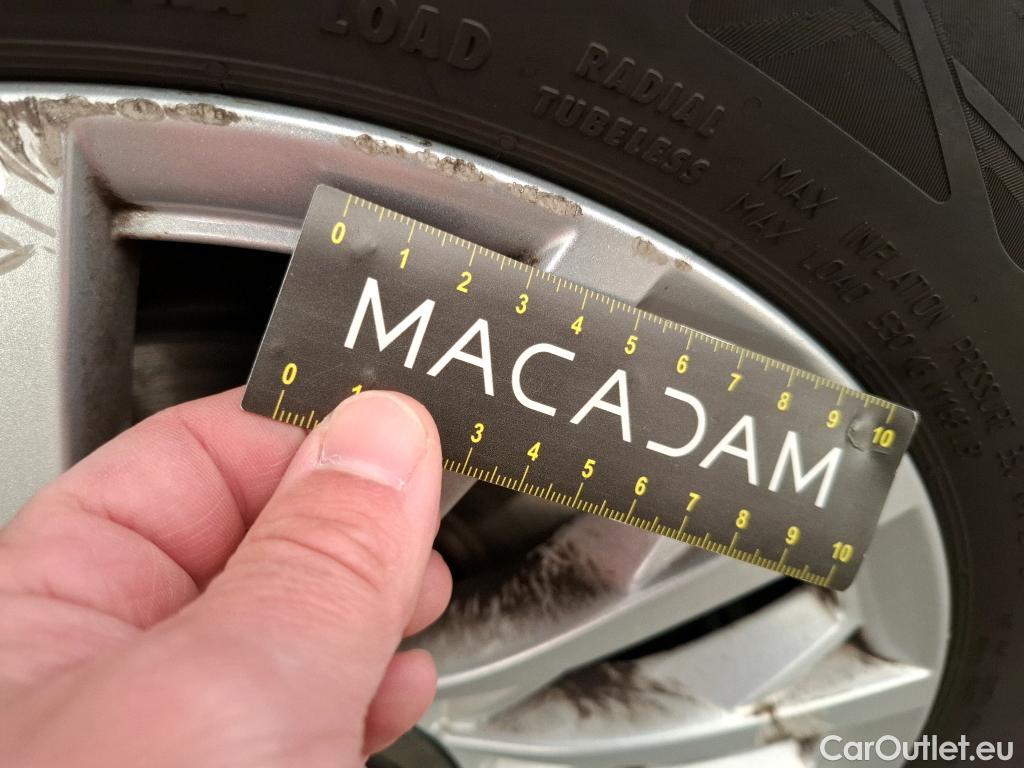 LOAD
RADIAL
TUBELESS
MAX INFLATION PRESSURE
MAX LOAD
0 1 2 3 4 5 6 7 8 9 10
MACADAM
0 1 3 4 5 6 7 8 9 10
CarOutlet.eu